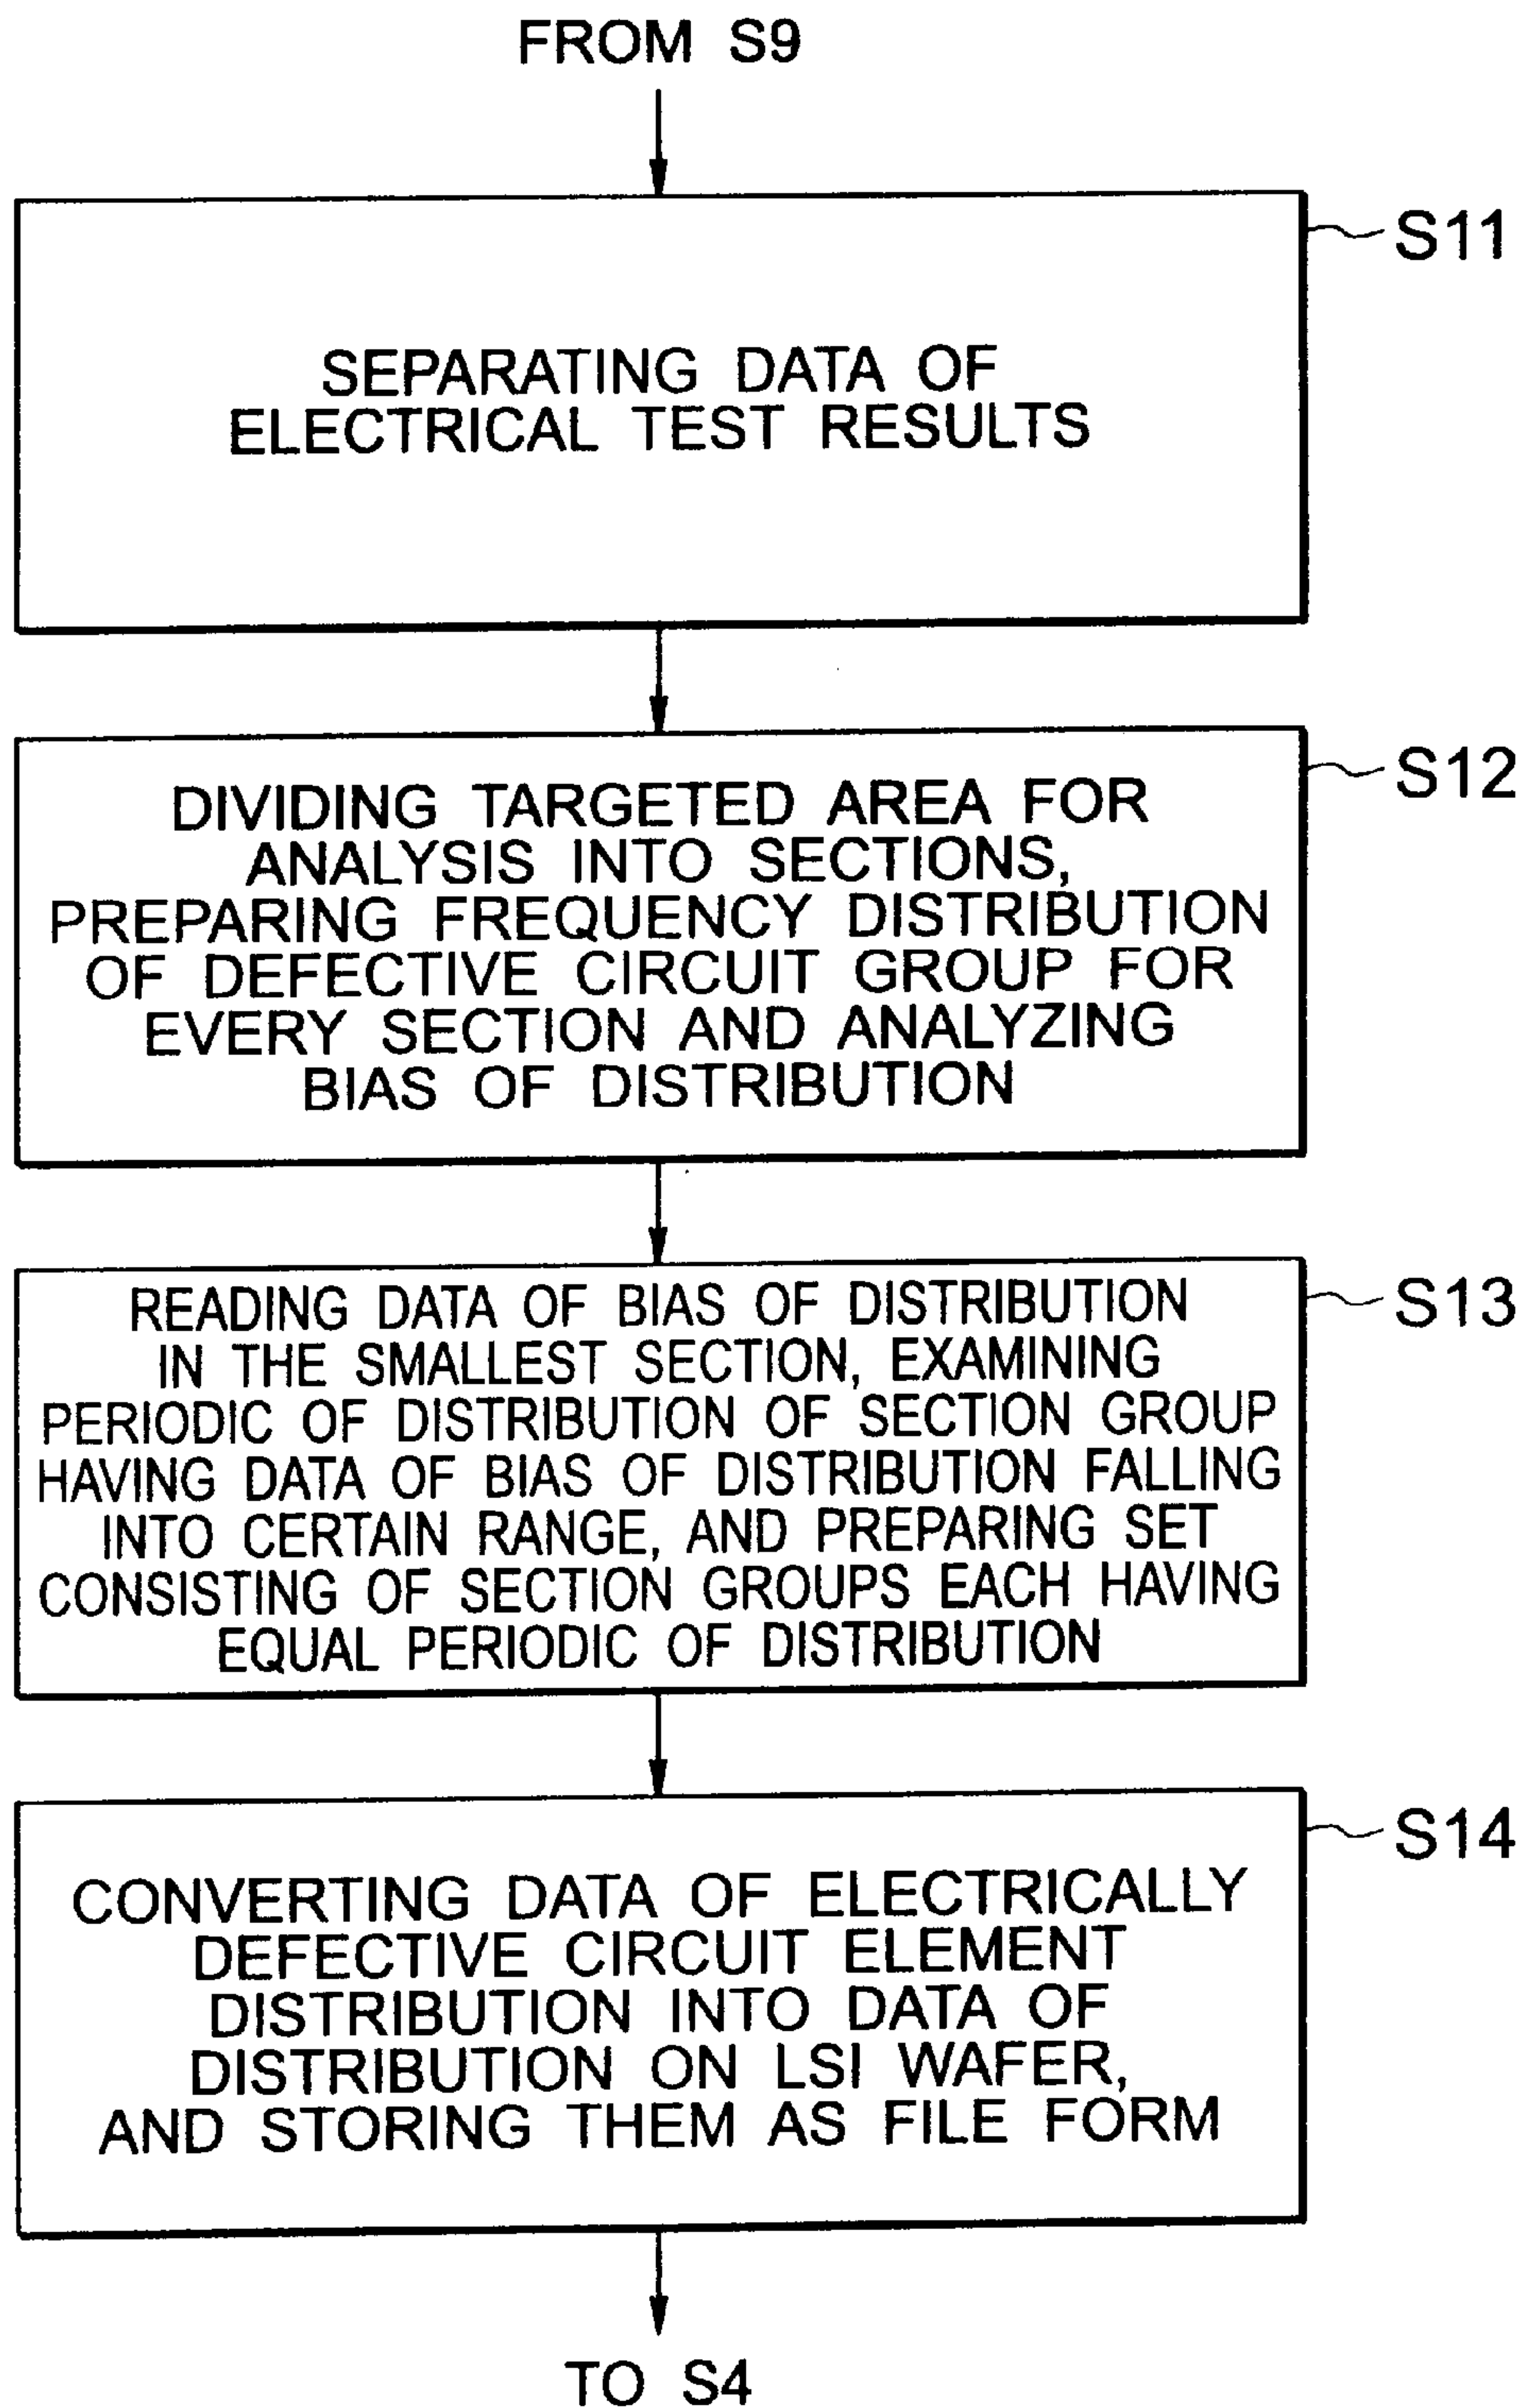 FROM S9
S11
SEPARATING DATA OF
ELECTRICAL TEST RESULTS
S12
DIVIDING TARGETED AREA FOR
ANALYSIS INTO SECTIONS,
PREPARING FREQUENCY DISTRIBUTION
OF DEFECTIVE CIRCUIT GROUP FOR
EVERY SECTION AND ANALYZING
BIAS OF DISTRIBUTION
S13
READING DATA OF BIAS OF DISTRIBUTION
IN THE SMALLEST SECTION, EXAMINING
PERIODIC OF DISTRIBUTION OF SECTION GROUP
HAVING DATA OF BIAS OF DISTRIBUTION FALLING
INTO CERTAIN RANGE, AND PREPARING SET
CONSISTING OF SECTION GROUPS EACH HAVING
EQUAL PERIODIC OF DISTRIBUTION
S14
CONVERTING DATA OF ELECTRICALLY
DEFECTIVE CIRCUIT ELEMENT
DISTRIBUTION INTO DATA OF
DISTRIBUTION ON LSI WAFER,
AND STORING THEM AS FILE FORM
TO S4